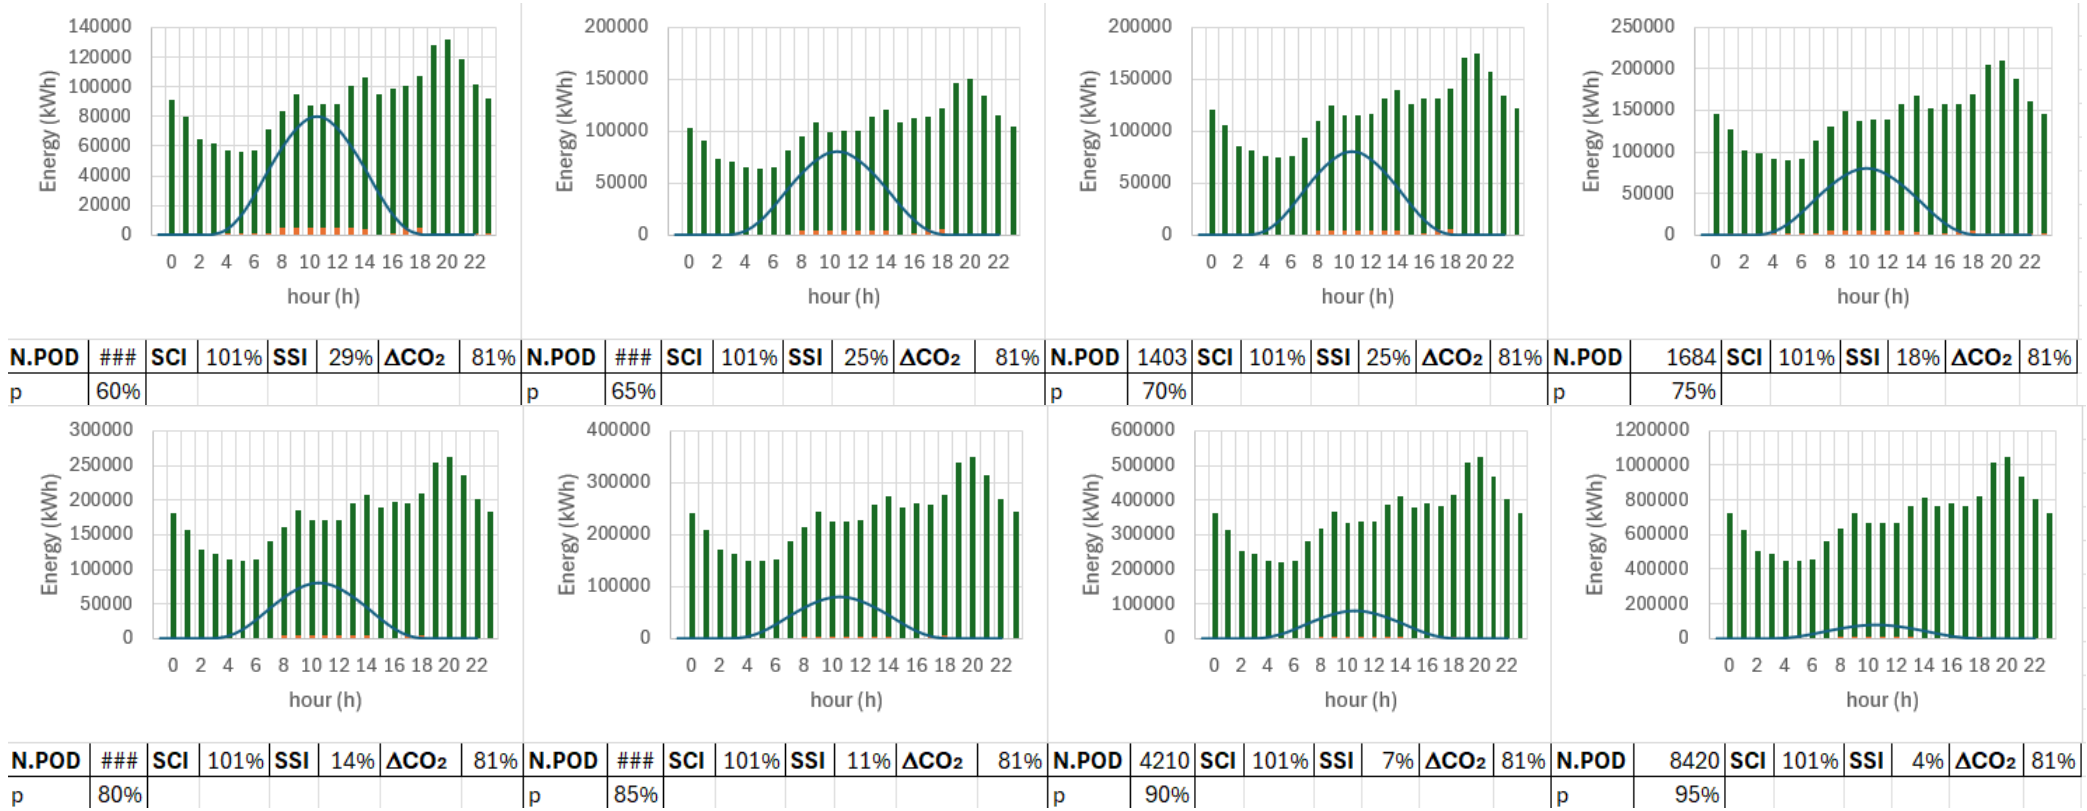 140000
120000
100000
80000
60000
40000
20000
0
Energy (kWh)
0 2 4 6 8 10 12 14 16 18 20 22
hour (h)
200000
150000
100000
50000
0
Energy (kWh)
0 2 4 6 8 10 12 14 16 18 20 22
hour (h)
200000
150000
100000
50000
0
Energy (kWh)
0 2 4 6 8 10 12 14 16 18 20 22
hour (h)
250000
200000
150000
100000
50000
0
Energy (kWh)
0 2 4 6 8 10 12 14 16 18 20 22
hour (h)
N.POD ### SCI 101% SSI 29% ΔCO₂ 81% N.POD ### SCI 101% SSI 25% ΔCO₂ 81% N.POD 1403 SCI 101% SSI 25% ΔCO₂ 81% N.POD 1684 SCI 101% SSI 18% ΔCO₂ 81%
p 60% p 65% p 70% p 75%
300000
250000
200000
150000
100000
50000
0
Energy (kWh)
0 2 4 6 8 10 12 14 16 18 20 22
hour (h)
400000
300000
200000
100000
0
Energy (kWh)
0 2 4 6 8 10 12 14 16 18 20 22
hour (h)
600000
500000
400000
300000
200000
100000
0
Energy (kWh)
0 2 4 6 8 10 12 14 16 18 20 22
hour (h)
1200000
1000000
800000
600000
400000
200000
0
Energy (kWh)
0 2 4 6 8 10 12 14 16 18 20 22
hour (h)
N.POD ### SCI 101% SSI 14% ΔCO₂ 81% N.POD ### SCI 101% SSI 11% ΔCO₂ 81% N.POD 4210 SCI 101% SSI 7% ΔCO₂ 81% N.POD 8420 SCI 101% SSI 4% ΔCO₂ 81%
p 80% p 85% p 90% p 95%